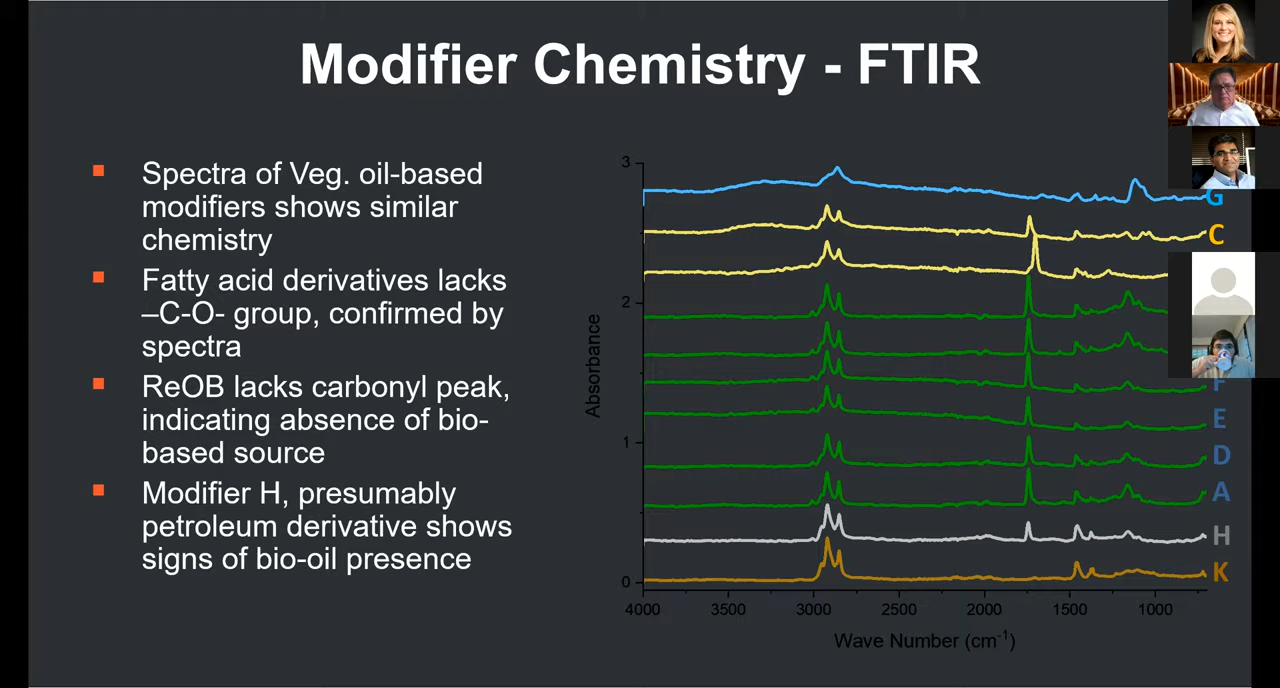 Modifier Chemistry - FTIR
Spectra of Veg. oil-based
modifiers shows similar
chemistry
Fatty acid derivatives lacks
–C-O- group, confirmed by
spectra
ReOB lacks carbonyl peak,
indicating absence of bio-
based source
Modifier H, presumably
petroleum derivative shows
signs of bio-oil presence
3
2
1
0
Absorbance
G
C
F
E
D
A
H
K
4000 3500 3000 2500 2000 1500 1000
Wave Number (cm-1)